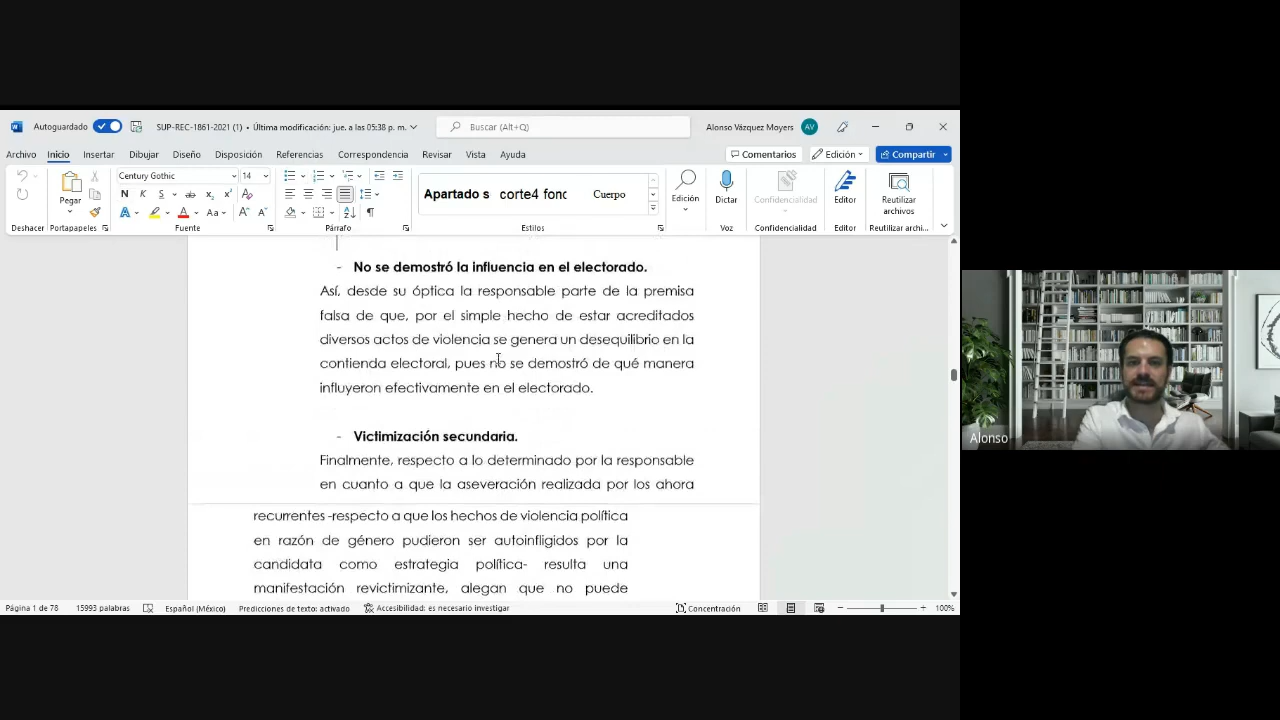 Autoguardado SUP-REC-1861-2021 (1) • Última modificación: jue. a las 05:38 p. m. Buscar (Alt+Q) Alonso Vázquez Moyers AV
Archivo Inicio Insertar Dibujar Diseño Disposición Referencias Correspondencia Revisar Vista Ayuda Comentarios Edición Compartir
Pegar Century Gothic 14 Apartado s corte4 fonc Cuerpo Edición Dictar Confidencialidad Editor Reutilizar archivos
N K S ab x₂ x²
A A Aa A A
Deshacer Portapapeles Fuente Párrafo Estilos Voz Confidencialidad Editor Reutilizar archi...
- No se demostró la influencia en el electorado.
Así, desde su óptica la responsable parte de la premisa
falsa de que, por el simple hecho de estar acreditados
diversos actos de violencia se genera un desequilibrio en la
contienda electoral, pues no se demostró de qué manera
influyeron efectivamente en el electorado.
- Victimización secundaria.
Finalmente, respecto a lo determinado por la responsable
en cuanto a que la aseveración realizada por los ahora
recurrentes -respecto a que los hechos de violencia política
en razón de género pudieron ser autoinfligidos por la
candidata como estrategia política- resulta una
manifestación revictimizante, alegan que no puede
Página 1 de 78 15993 palabras Español (México) Predicciones de texto: activado Accesibilidad: es necesario investigar Concentración 100%
Alonso